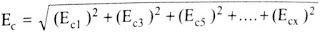 E_c = √((E_c1)² + (E_c3)² + (E_c5)² + .... + (E_cx)²)